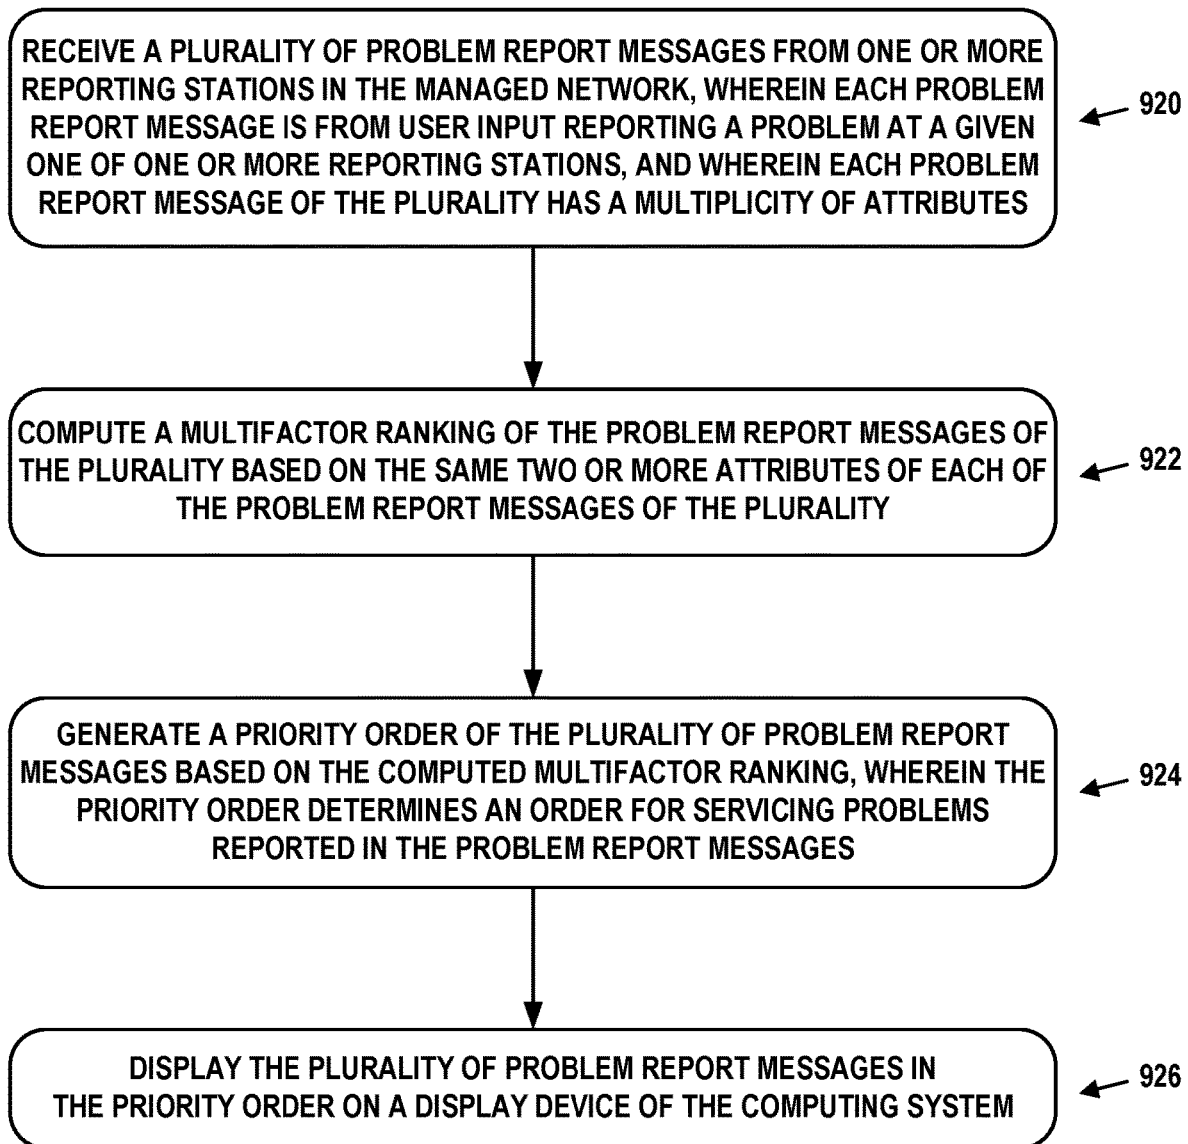 RECEIVE A PLURALITY OF PROBLEM REPORT MESSAGES FROM ONE OR MORE
REPORTING STATIONS IN THE MANAGED NETWORK, WHEREIN EACH PROBLEM
REPORT MESSAGE IS FROM USER INPUT REPORTING A PROBLEM AT A GIVEN
ONE OF ONE OR MORE REPORTING STATIONS, AND WHEREIN EACH PROBLEM
REPORT MESSAGE OF THE PLURALITY HAS A MULTIPLICITY OF ATTRIBUTES
920
COMPUTE A MULTIFACTOR RANKING OF THE PROBLEM REPORT MESSAGES OF
THE PLURALITY BASED ON THE SAME TWO OR MORE ATTRIBUTES OF EACH OF
THE PROBLEM REPORT MESSAGES OF THE PLURALITY
922
GENERATE A PRIORITY ORDER OF THE PLURALITY OF PROBLEM REPORT
MESSAGES BASED ON THE COMPUTED MULTIFACTOR RANKING, WHEREIN THE
PRIORITY ORDER DETERMINES AN ORDER FOR SERVICING PROBLEMS
REPORTED IN THE PROBLEM REPORT MESSAGES
924
DISPLAY THE PLURALITY OF PROBLEM REPORT MESSAGES IN
THE PRIORITY ORDER ON A DISPLAY DEVICE OF THE COMPUTING SYSTEM
926